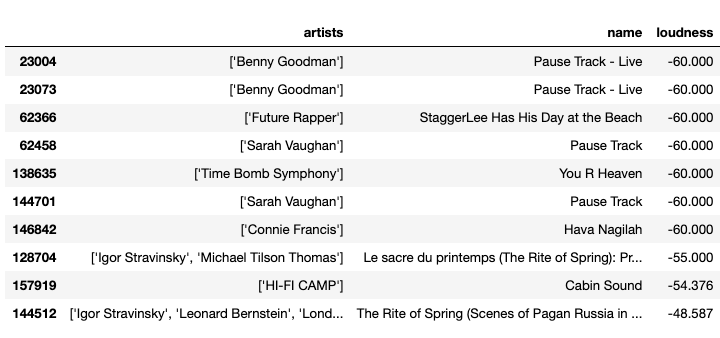 artists name loudness
23004 ['Benny Goodman'] Pause Track - Live -60.000
23073 ['Benny Goodman'] Pause Track - Live -60.000
62366 ['Future Rapper'] StaggerLee Has His Day at the Beach -60.000
62458 ['Sarah Vaughan'] Pause Track -60.000
138635 ['Time Bomb Symphony'] You R Heaven -60.000
144701 ['Sarah Vaughan'] Pause Track -60.000
146842 ['Connie Francis'] Hava Nagilah -60.000
128704 ['Igor Stravinsky', 'Michael Tilson Thomas'] Le sacre du printemps (The Rite of Spring): Pr... -55.000
157919 ['HI-FI CAMP'] Cabin Sound -54.376
144512 ['Igor Stravinsky', 'Leonard Bernstein', 'Lond... The Rite of Spring (Scenes of Pagan Russia in ... -48.587